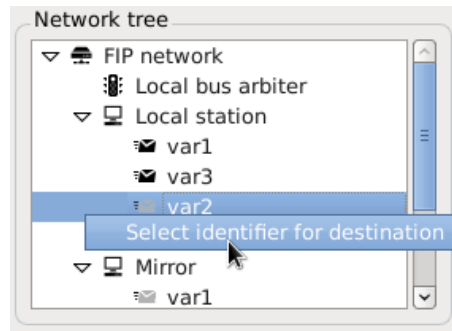 Network tree
FIP network
Local bus arbiter
Local station
var1
var3
var2
Select identifier for destination
Mirror
var1